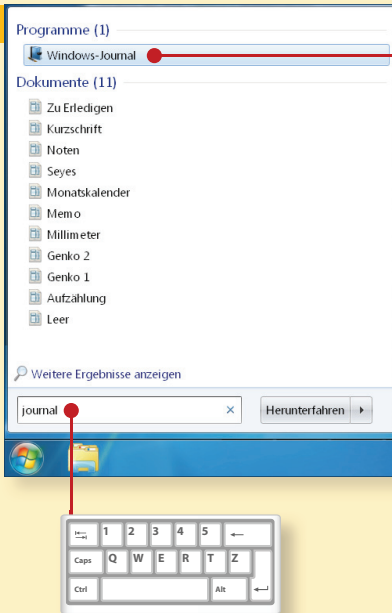 Programme (1)
Windows-Journal
Dokumente (11)
Zu Erledigen
Kurzschrift
Noten
Seyes
Monatskalender
Memo
Millimeter
Genko 2
Genko 1
Aufzählung
Leer
Weitere Ergebnisse anzeigen
journal × Herunterfahren
1 2 3 4 5
Caps Q W E R T Z
Ctrl Alt